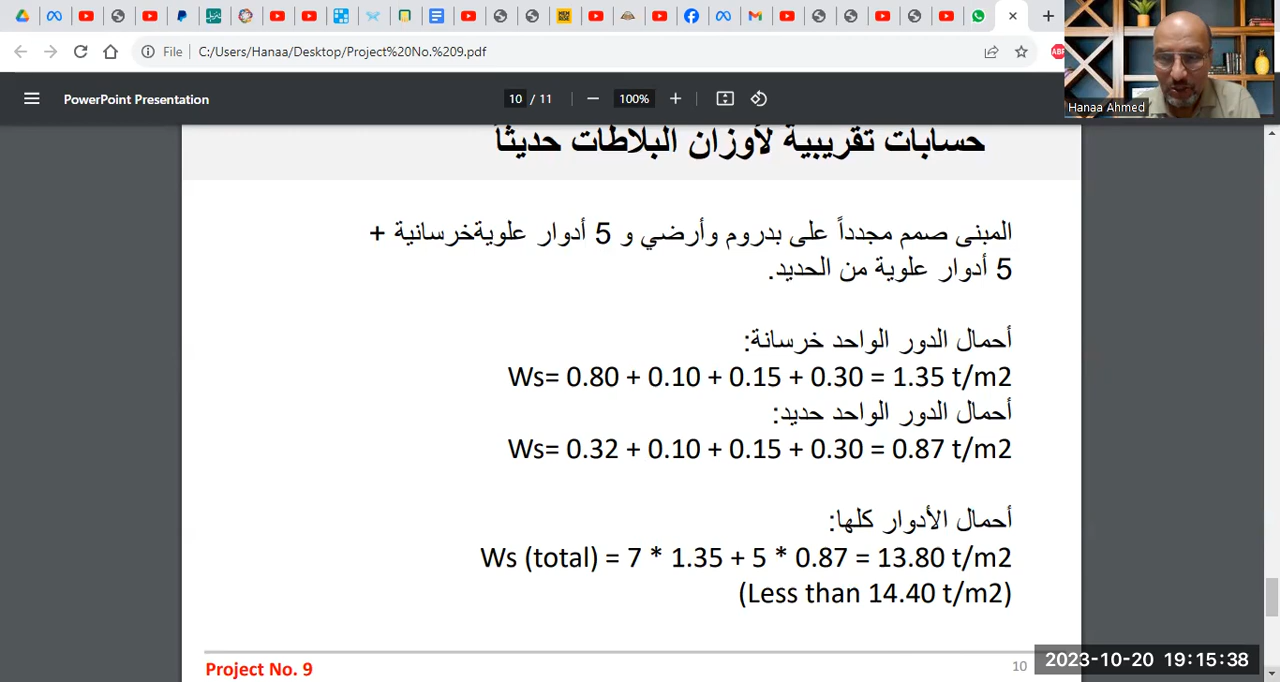 File
C:/Users/Hanaa/Desktop/Project%20No.%209.pdf
ABP
PowerPoint Presentation
10 / 11
100%
Hanaa Ahmed
حسابات تقريبية لأوزان البلاطات حديثاً
المبنى صمم مجدداً على بدروم وأرضي و 5 أدوار علويةخرسانية +
5 أدوار علوية من الحديد.
أحمال الدور الواحد خرسانة:
Ws= 0.80 + 0.10 + 0.15 + 0.30 = 1.35 t/m2
أحمال الدور الواحد حديد:
Ws= 0.32 + 0.10 + 0.15 + 0.30 = 0.87 t/m2
أحمال الأدوار كلها:
Ws (total) = 7 * 1.35 + 5 * 0.87 = 13.80 t/m2
(Less than 14.40 t/m2)
Project No. 9
10
2023-10-20 19:15:38